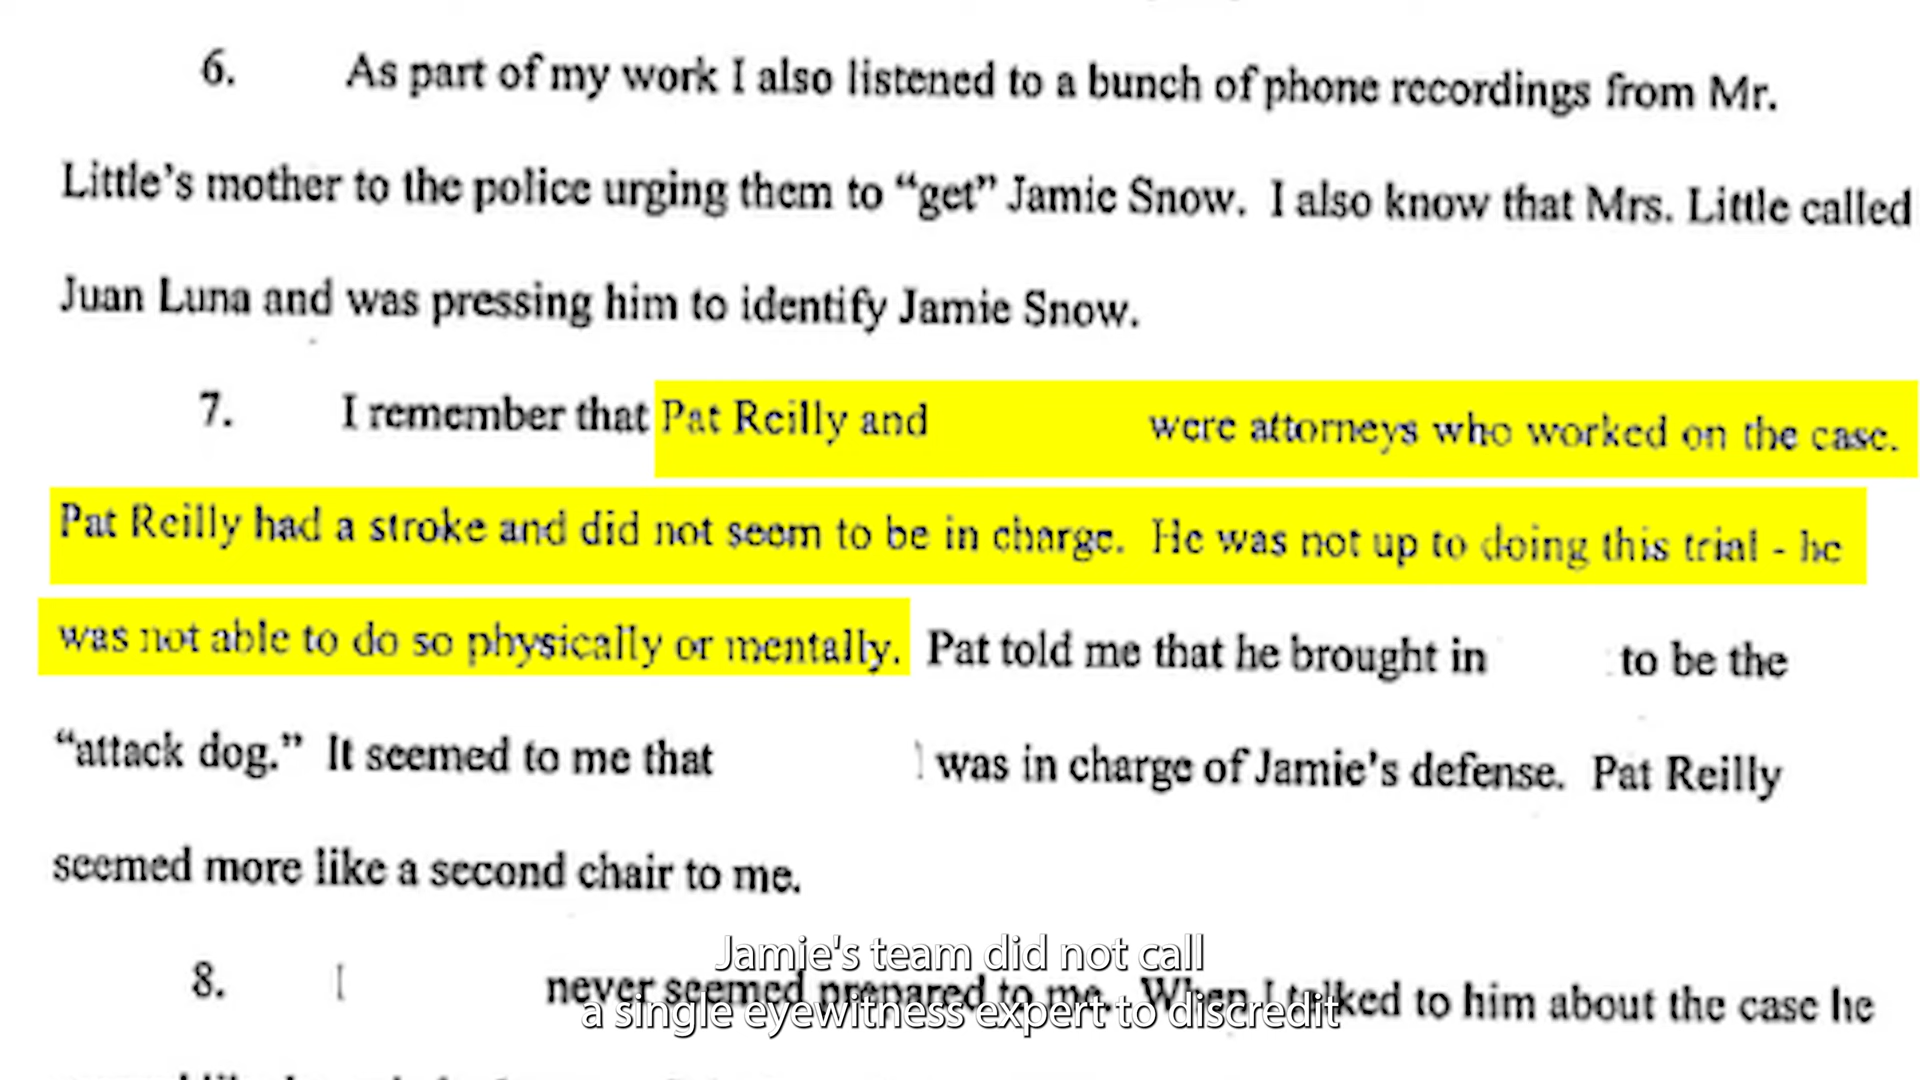 6. As part of my work I also listened to a bunch of phone recordings from Mr.
Little's mother to the police urging them to “get” Jamie Snow. I also know that Mrs. Little called
Juan Luna and was pressing him to identify Jamie Snow.
7. I remember that Pat Reilly and were attorneys who worked on the case.
Pat Reilly had a stroke and did not seem to be in charge. He was not up to doing this trial - he
was not able to do so physically or mentally. Pat told me that he brought in to be the
“attack dog.” It seemed to me that was in charge of Jamie's defense. Pat Reilly
seemed more like a second chair to me.
8. never seemed prepared to me. When I talked to him about the case he
Jamie's team did not call
a single eyewitness expert to discredit